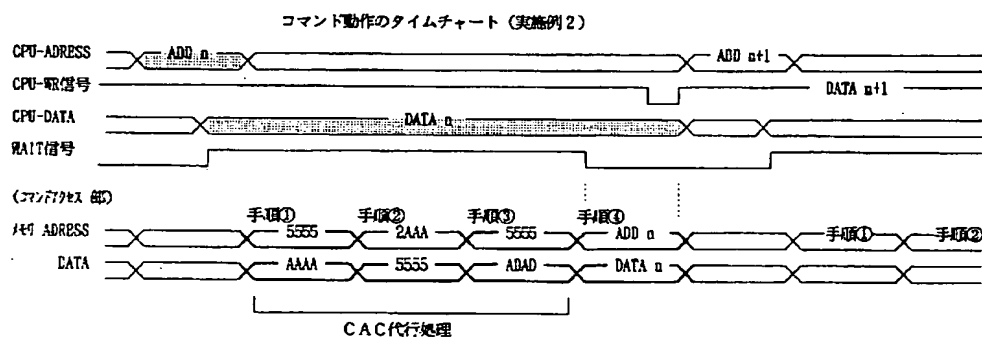 コマンド動作のタイムチャート (実施例2)
CPU-ADRESS ADD n ADD n+1
CPU-WR信号 DATA n+1
CPU-DATA DATA n
WAIT信号
(コマンドアクセス 部)
手順① 手順② 手順③ 手順④
メモリ ADRESS 5555 2AAA 5555 ADD n 手順① 手順②
DATA AAAA 5555 ADAD DATA n
CAC代行処理